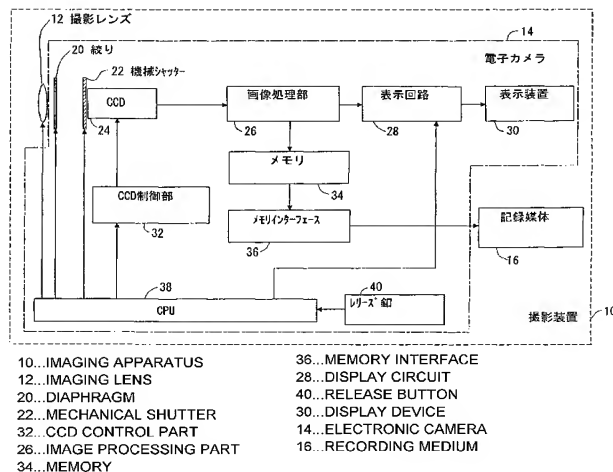 12 撮影レンズ
20 絞り
22 機械シャッター
14
電子カメラ
CCD
24
画像処理部
26
表示回路
28
表示装置
30
メモリ
34
CCD制御部
32
メモリインターフェース
36
記録媒体
16
38
CPU
40
レリーズ釦
撮影装置
10
10...IMAGING APPARATUS
12...IMAGING LENS
20...DIAPHRAGM
22...MECHANICAL SHUTTER
32...CCD CONTROL PART
26...IMAGE PROCESSING PART
34...MEMORY
36...MEMORY INTERFACE
28...DISPLAY CIRCUIT
40...RELEASE BUTTON
30...DISPLAY DEVICE
14...ELECTRONIC CAMERA
16...RECORDING MEDIUM